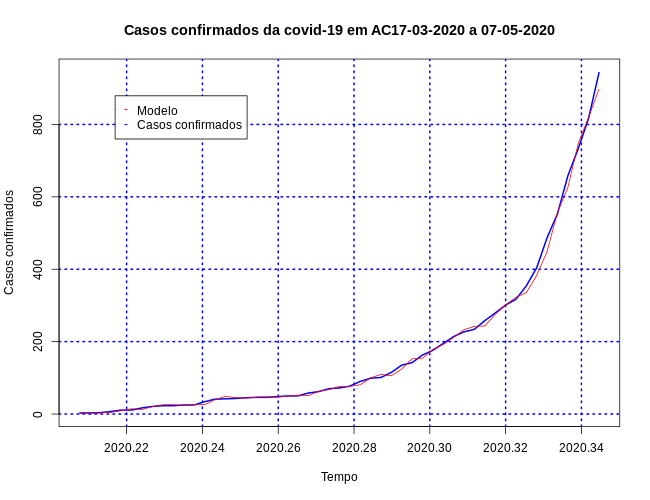 Casos confirmados da covid-19 em AC17-03-2020 a 07-05-2020
Modelo
Casos confirmados
Casos confirmados
800
600
400
200
0
2020.22 2020.24 2020.26 2020.28 2020.30 2020.32 2020.34
Tempo